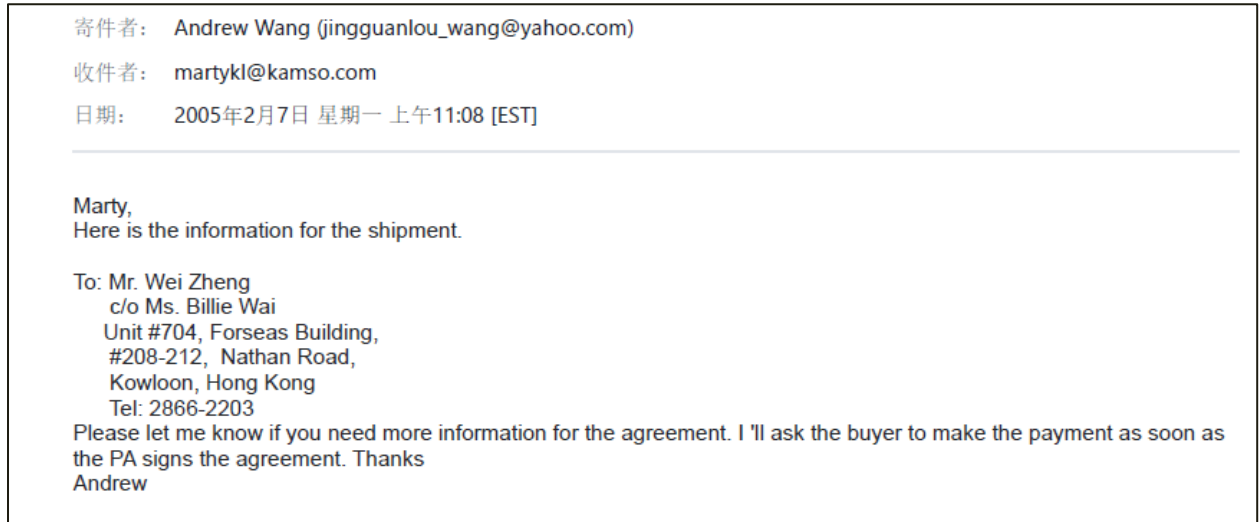 寄件者： Andrew Wang (jingguanlou_wang@yahoo.com)
收件者： martykl@kamso.com
日期： 2005年2月7日 星期一 上午11:08 [EST]
Marty,
Here is the information for the shipment.
To: Mr. Wei Zheng
c/o Ms. Billie Wai
Unit #704, Forseas Building,
#208-212, Nathan Road,
Kowloon, Hong Kong
Tel: 2866-2203
Please let me know if you need more information for the agreement. I 'll ask the buyer to make the payment as soon as
the PA signs the agreement. Thanks
Andrew